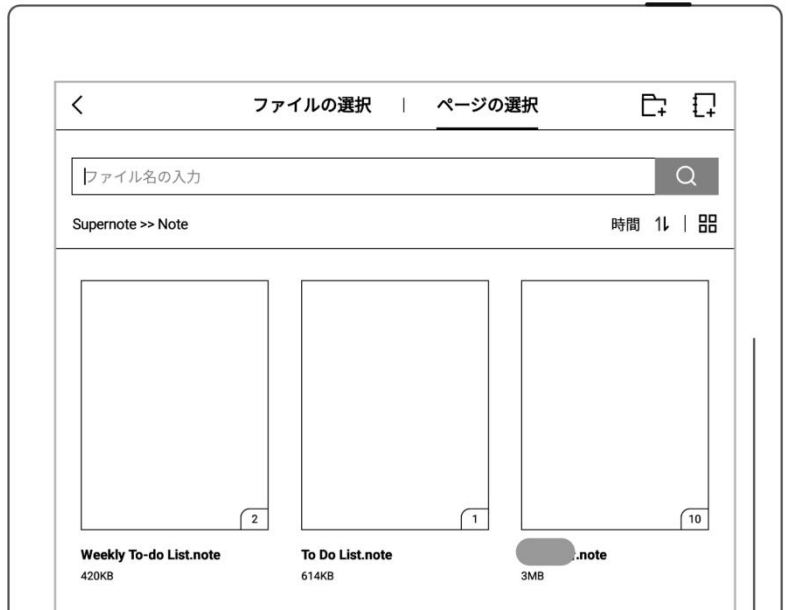 ファイルの選択 | ページの選択
ファイル名の入力
Supernote >> Note 時間
2 1 10
Weekly To-do List.note To Do List.note .note
420KB 614KB 3MB